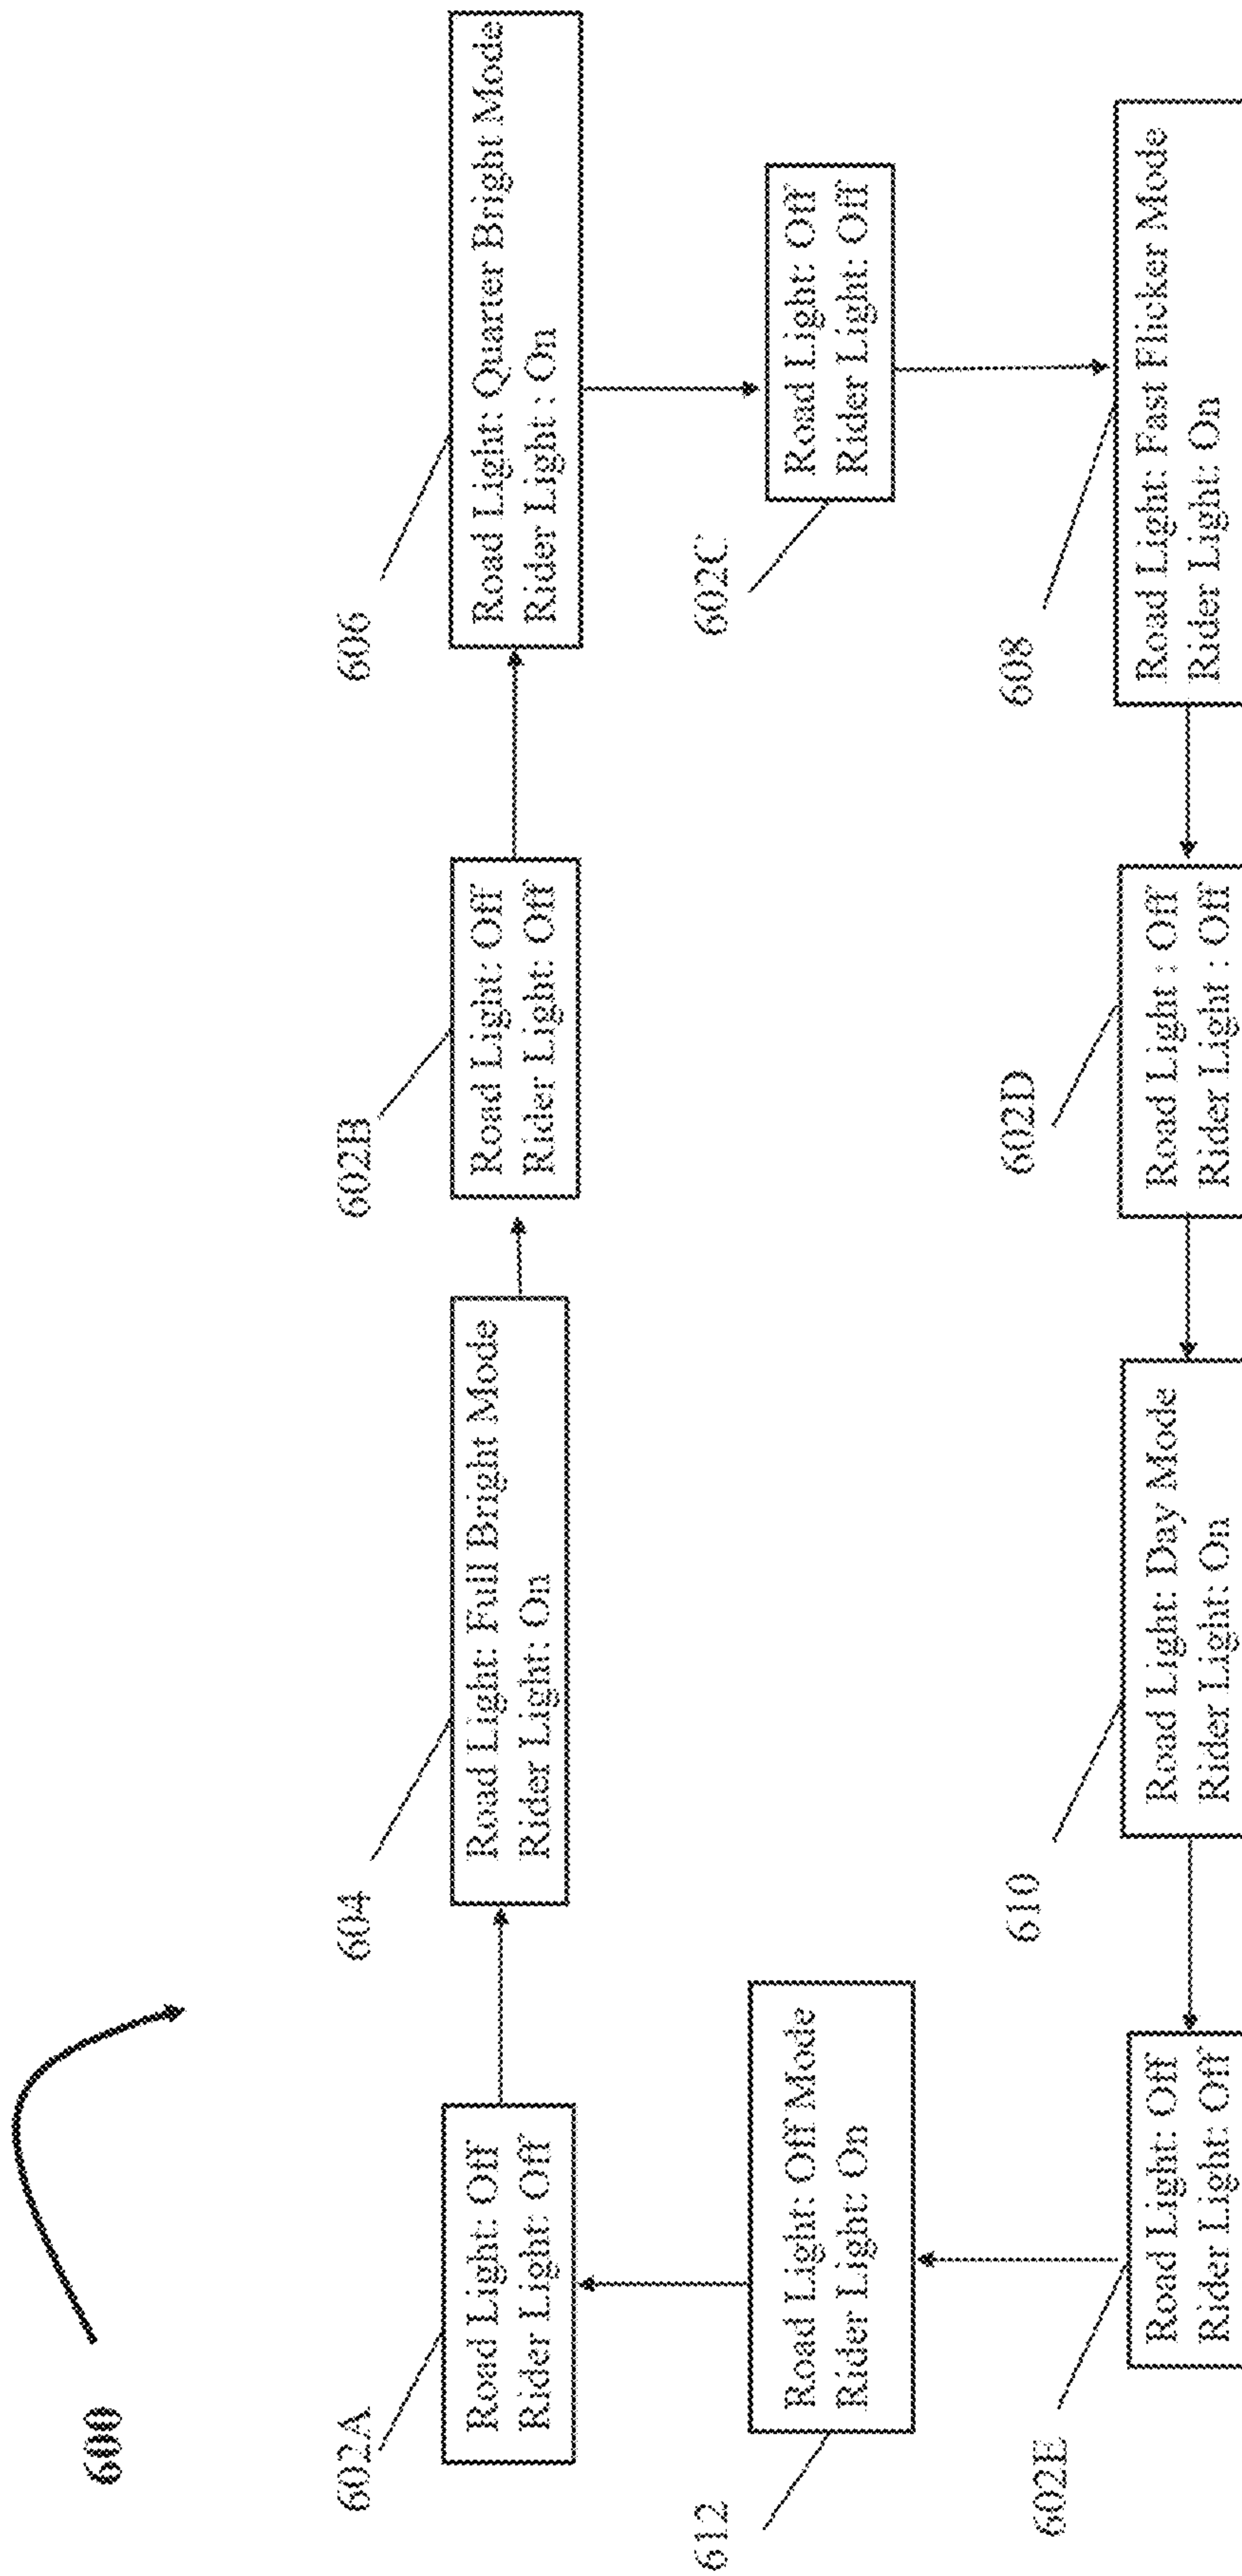 600
602A
Road Light: Off
Rider Light: Off
604
Road Light: Full Bright Mode
Rider Light: On
602B
Road Light: Off
Rider Light: Off
606
Road Light: Quarter Bright Mode
Rider Light : On
602C
Road Light: Off
Rider Light: Off
608
Road Light: Fast Flicker Mode
Rider Light: On
602D
Road Light : Off
Rider Light : Off
610
Road Light: Day Mode
Rider Light: On
602E
Road Light: Off
Rider Light: Off
612
Road Light: Off Mode
Rider Light: On